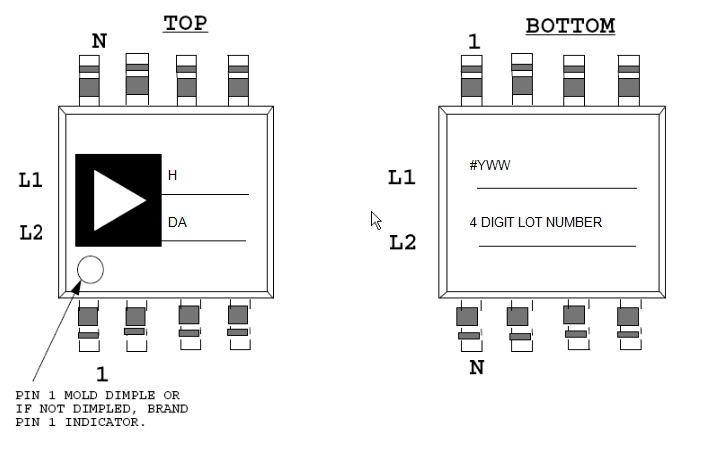 TOP
N
L1
H
L2
DA
1
PIN 1 MOLD DIMPLE OR
IF NOT DIMPLED, BRAND
PIN 1 INDICATOR.
BOTTOM
1
L1
#YWW
L2
4 DIGIT LOT NUMBER
N